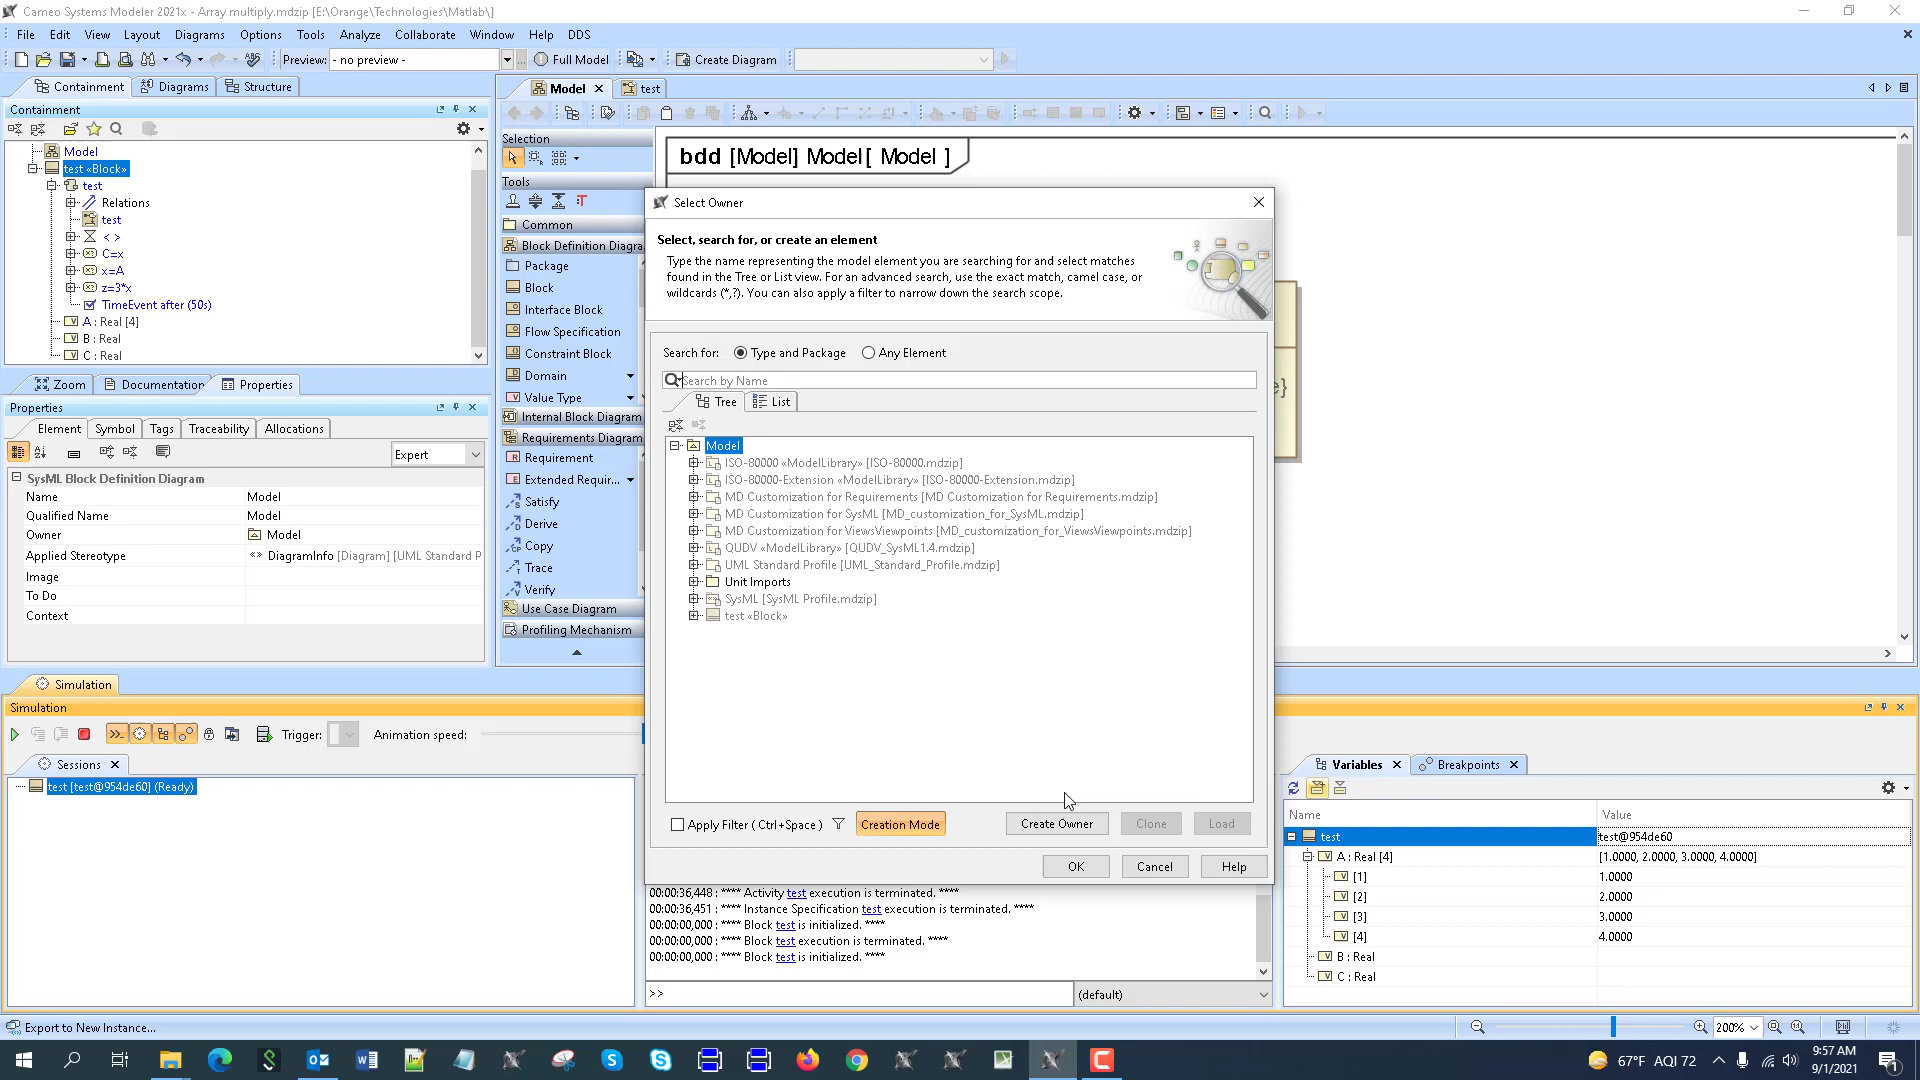 Cameo Systems Modeler 2021x - Array multiply.mdzip [E:\Orange\Technologies\Matlab\]
File Edit View Layout Diagrams Options Tools Analyze Collaborate Window Help DDS
Preview: - no preview - ... Full Model Create Diagram
Containment Diagrams Structure
Model test
Containment
Model
test «Block»
test
Relations
test
< >
C=x
x=A
z=3*x
TimeEvent after (50s)
A : Real [4]
B : Real
C : Real
Zoom Documentation Properties
Properties
Element Symbol Tags Traceability Allocations
Expert
SysML Block Definition Diagram
Name Model
Qualified Name Model
Owner Model
Applied Stereotype «» DiagramInfo [Diagram] [UML Standard P
Image
To Do
Context
Selection
Tools
Common
Block Definition Diagra
Package
Block
Interface Block
Flow Specification
Constraint Block
Domain
Value Type
Internal Block Diagram
Requirements Diagram
Requirement
Extended Requir...
Satisfy
Derive
Copy
Trace
Verify
Use Case Diagram
Profiling Mechanism
bdd [Model] Model[ Model ]
e}
Select Owner
Select, search for, or create an element
Type the name representing the model element you are searching for and select matches
found in the Tree or List view. For an advanced search, use the exact match, camel case, or
wildcards (*,?). You can also apply a filter to narrow down the search scope.
Search for: Type and Package Any Element
Search by Name
Tree List
Model
ISO-80000 «ModelLibrary» [ISO-80000.mdzip]
ISO-80000-Extension «ModelLibrary» [ISO-80000-Extension.mdzip]
MD Customization for Requirements [MD Customization for Requirements.mdzip]
MD Customization for SysML [MD_customization_for_SysML.mdzip]
MD Customization for ViewsViewpoints [MD_customization_for_ViewsViewpoints.mdzip]
QUDV «ModelLibrary» [QUDV_SysML1.4.mdzip]
UML Standard Profile [UML_Standard_Profile.mdzip]
Unit Imports
SysML [SysML Profile.mdzip]
test «Block»
Apply Filter ( Ctrl+Space ) Creation Mode Create Owner Clone Load
OK Cancel Help
Simulation
Simulation
Trigger: Animation speed:
Sessions
test [test@954de60] (Ready)
00:00:36,448 : **** Activity test execution is terminated. ****
00:00:36,451 : **** Instance Specification test execution is terminated. ****
00:00:00,000 : **** Block test is initialized. ****
00:00:00,000 : **** Block test execution is terminated. ****
00:00:00,000 : **** Block test is initialized. ****
>> (default)
Variables Breakpoints
Name Value
test test@954de60
A : Real [4] [1.0000, 2.0000, 3.0000, 4.0000]
[1] 1.0000
[2] 2.0000
[3] 3.0000
[4] 4.0000
B : Real
C : Real
Export to New Instance...
200%
67°F AQI 72
9:57 AM
9/1/2021